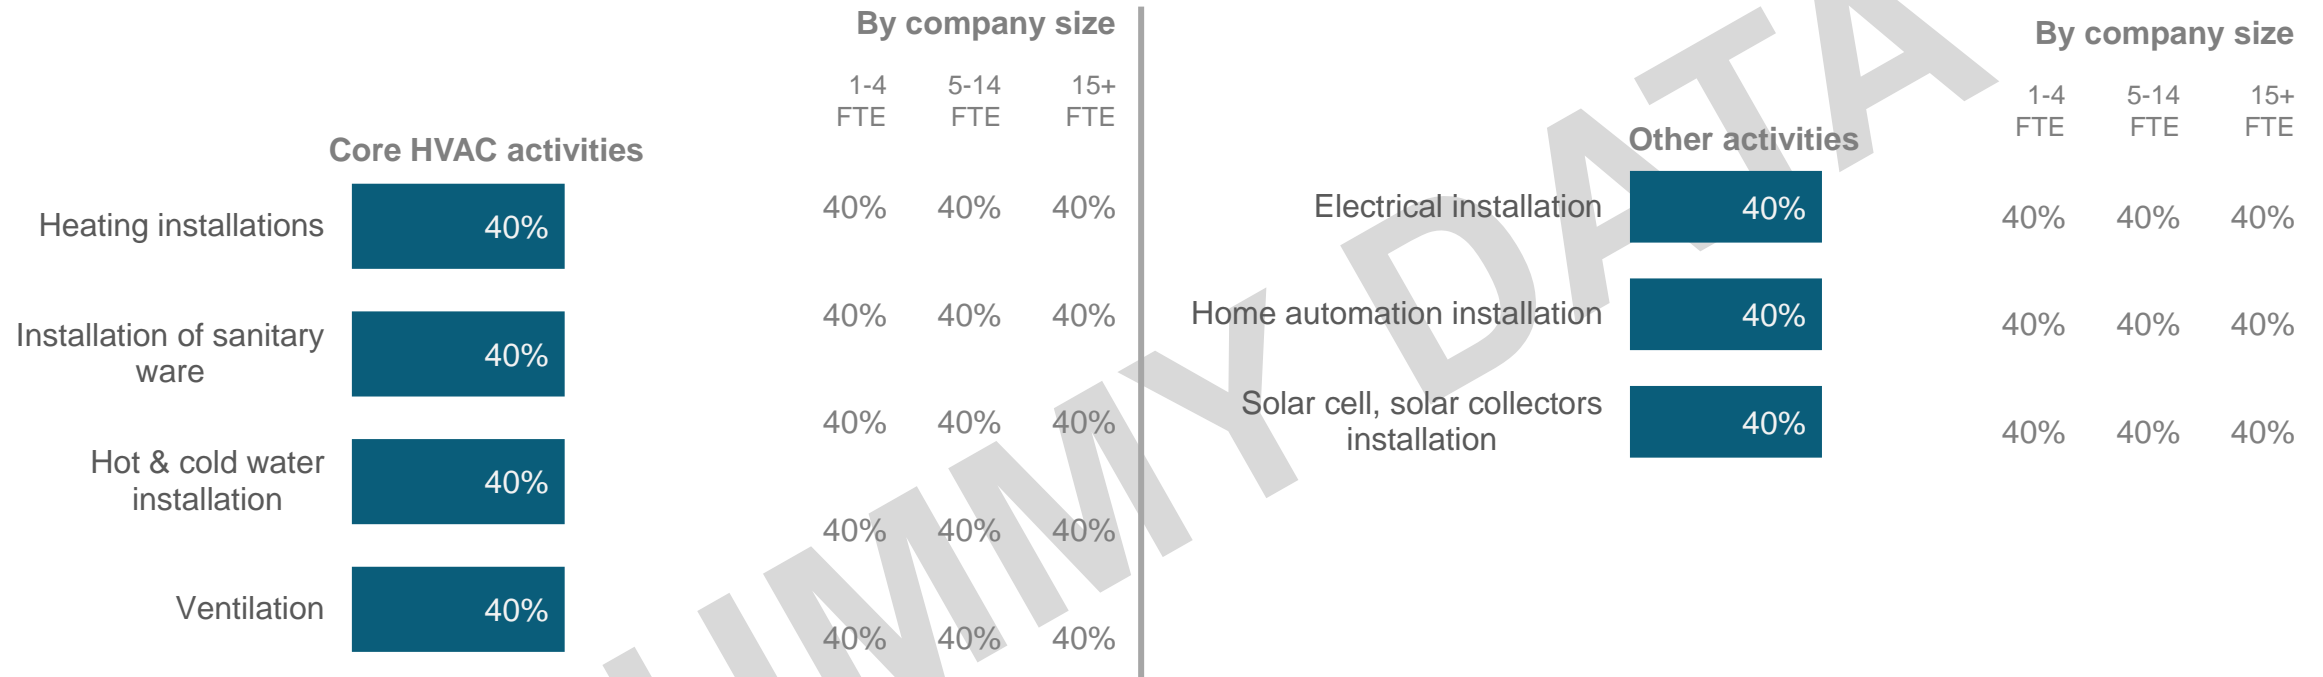 By company size
1-4 FTE 5-14 FTE 15+ FTE
Core HVAC activities
Heating installations 40% 40% 40% 40%
Installation of sanitary
ware
40% 40% 40% 40%
Hot & cold water
installation
40% 40% 40% 40%
40% 40% 40%
Ventilation 40%
40% 40% 40%
By company size
1-4 FTE 5-14 FTE 15+ FTE
Other activities
Electrical installation 40% 40% 40% 40%
Home automation installation 40% 40% 40% 40%
Solar cell, solar collectors
installation
40% 40% 40% 40%
UMMY DATA